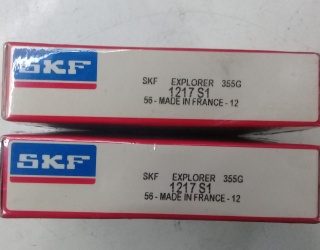 SKF
SKF EXPLORER 355G
1217 S1
56 - MADE IN FRANCE - 12
SKF
SKF EXPLORER 355G
1217 S1
56 - MADE IN FRANCE - 12